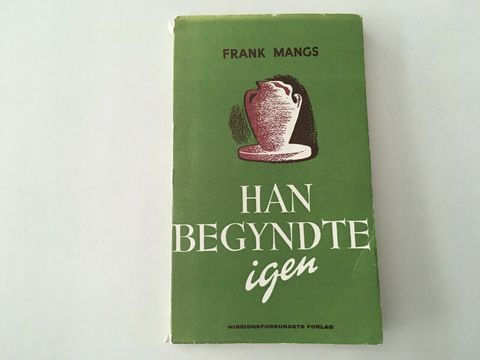 FRANK MANGS
HAN
BEGYNDTE
igen
MISSIONSFORBUNDETS FORLAG